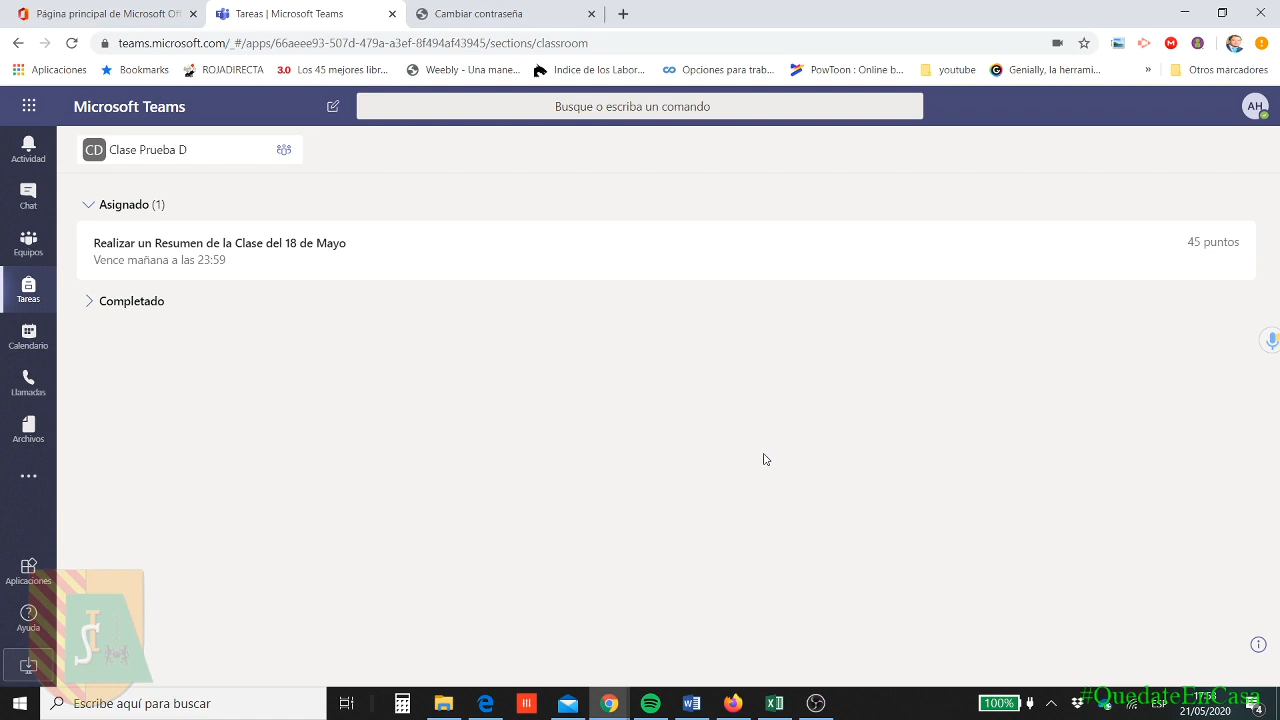 Página principal de Microsoft Off
Tareas | Microsoft Teams
Cambiar contraseña
teams.microsoft.com/_#/apps/66aeee93-507d-479a-a3ef-9f494af43945/sections/classroom
Aplicaciones
Bookmarks
ROJADIRECTA
3.0 Los 45 mejores libr...
Weebly - Una mane...
Indice de los Labor...
Opciones para trab...
PowToon : Online b...
youtube
Genially, la herrami...
»
Otros marcadores
Microsoft Teams
Busque o escriba un comando
AH
Actividad
Chat
Equipos
Tareas
Calendario
Llamadas
Archivos
Aplicaciones
Ayuda
CD Clase Prueba D
Asignado (1)
Realizar un Resumen de la Clase del 18 de Mayo
45 puntos
Vence mañana a las 23:59
Completado
Escribe aquí para buscar
100%
ESP
17:58
21/05/2020
4
#QuedateEnCasa